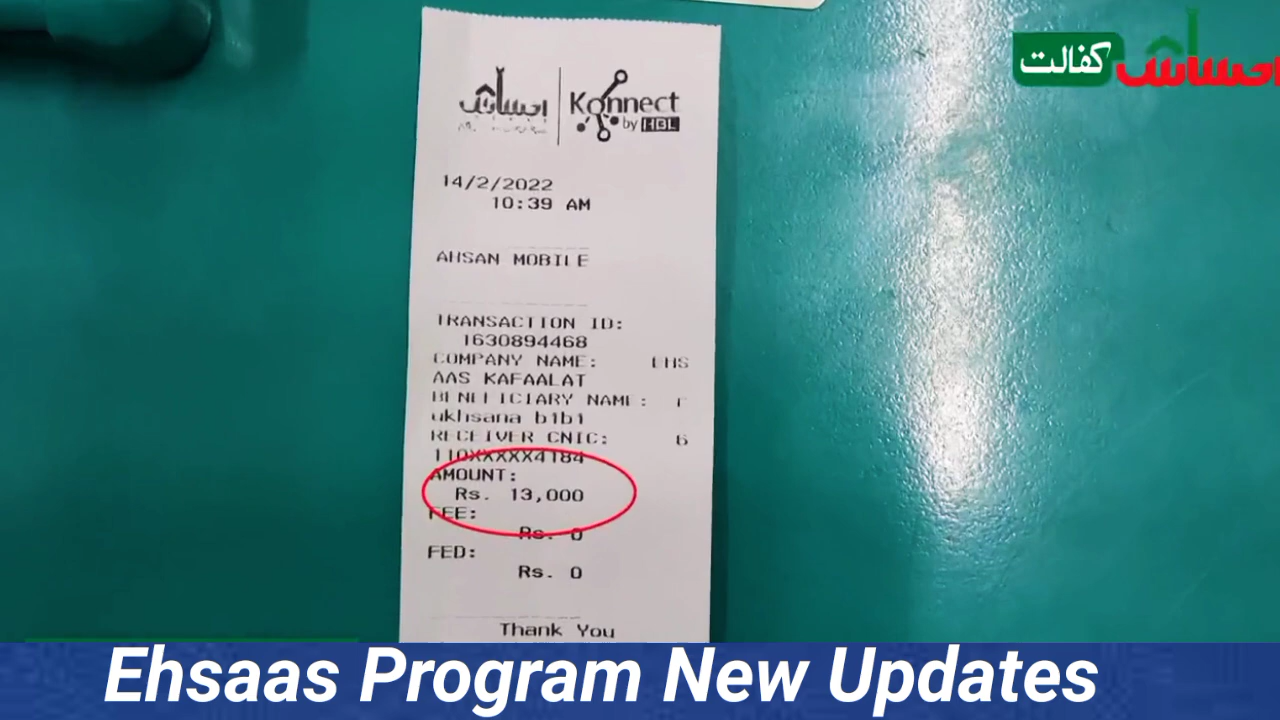 احساس کفالت
احساس
Konnect
by HBL
14/2/2022
10:39 AM
AHSAN MOBILE
TRANSACTION ID:
1630894468
COMPANY NAME: EHS
AAS KAFAALAT
BENEFICIARY NAME: r
ukhsana bibi
RECEIVER CNIC: 6
110XXXXX4184
AMOUNT:
Rs. 13,000
FEE:
Rs. 0
FED:
Rs. 0
Thank You
Ehsaas Program New Updates